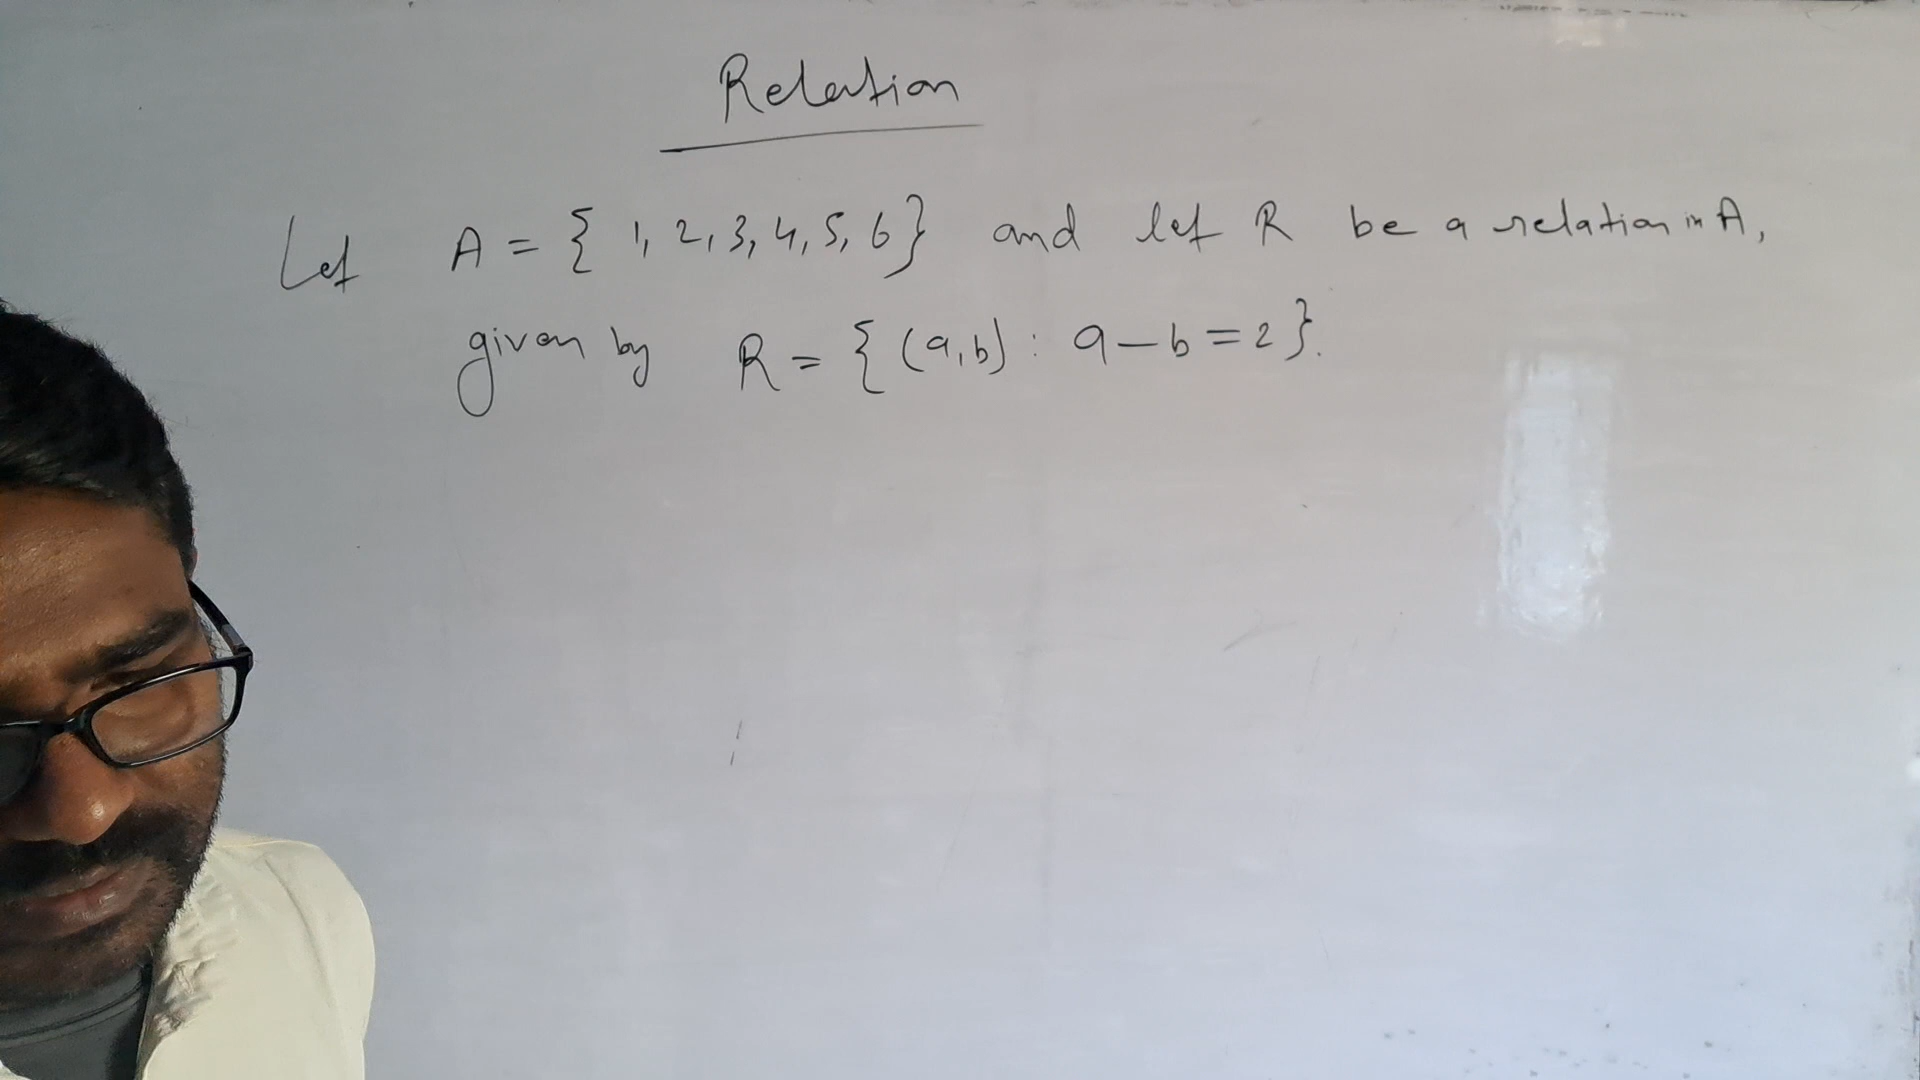 Relation
Let A = { 1, 2, 3, 4, 5, 6} and let R be a relation in A,
given by R = { (a, b) : a - b = 2 }.